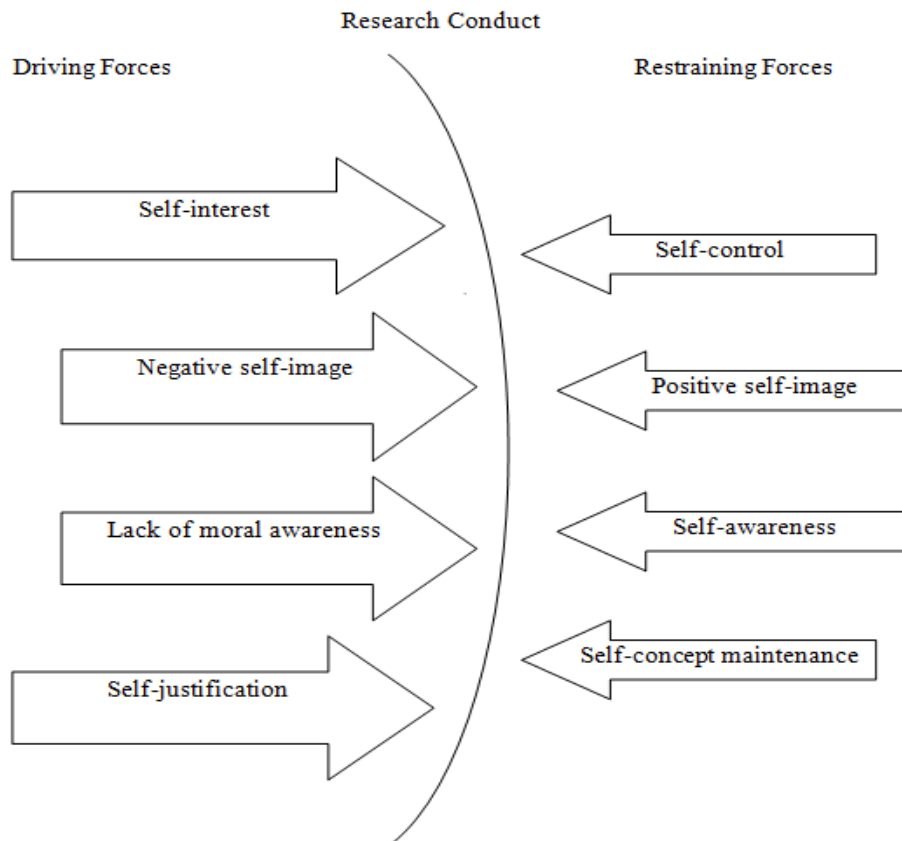 Research Conduct
Driving Forces
Restraining Forces
Self-interest
Self-control
Negative self-image
Positive self-image
Lack of moral awareness
Self-awareness
Self-concept maintenance
Self-justification